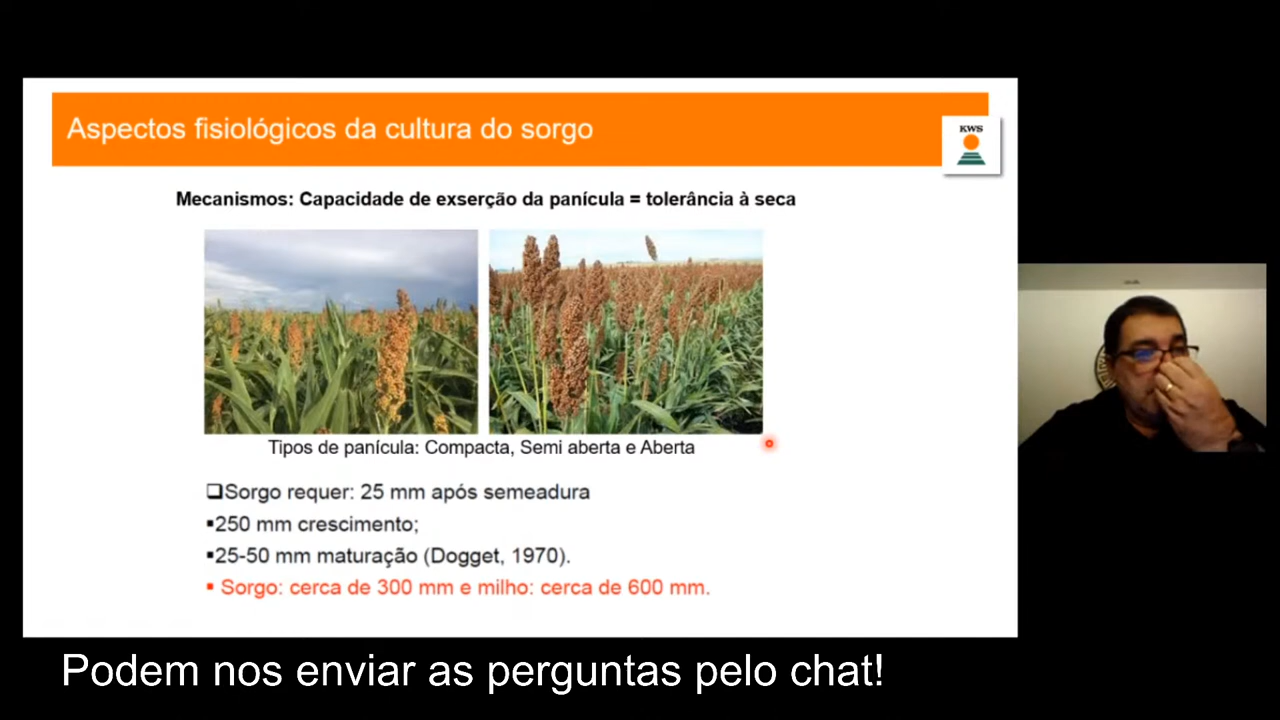 Aspectos fisiológicos da cultura do sorgo
KWS
Mecanismos: Capacidade de exserção da panícula = tolerância à seca
Tipos de panícula: Compacta, Semi aberta e Aberta
❑Sorgo requer: 25 mm após semeadura
▪250 mm crescimento;
▪25-50 mm maturação (Dogget, 1970).
▪ Sorgo: cerca de 300 mm e milho: cerca de 600 mm.
Podem nos enviar as perguntas pelo chat!